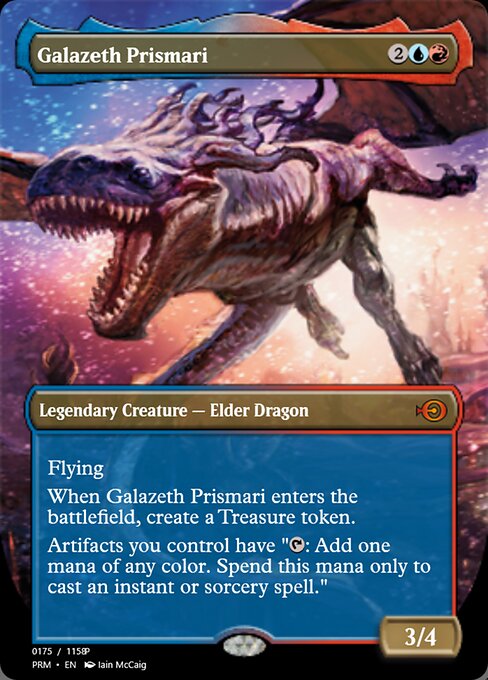 Galazeth Prismari 2
Legendary Creature — Elder Dragon
Flying
When Galazeth Prismari enters the
battlefield, create a Treasure token.
Artifacts you control have ": Add one
mana of any color. Spend this mana only to
cast an instant or sorcery spell."
3/4
0175 / 1158P
PRM • EN Iain McCaig